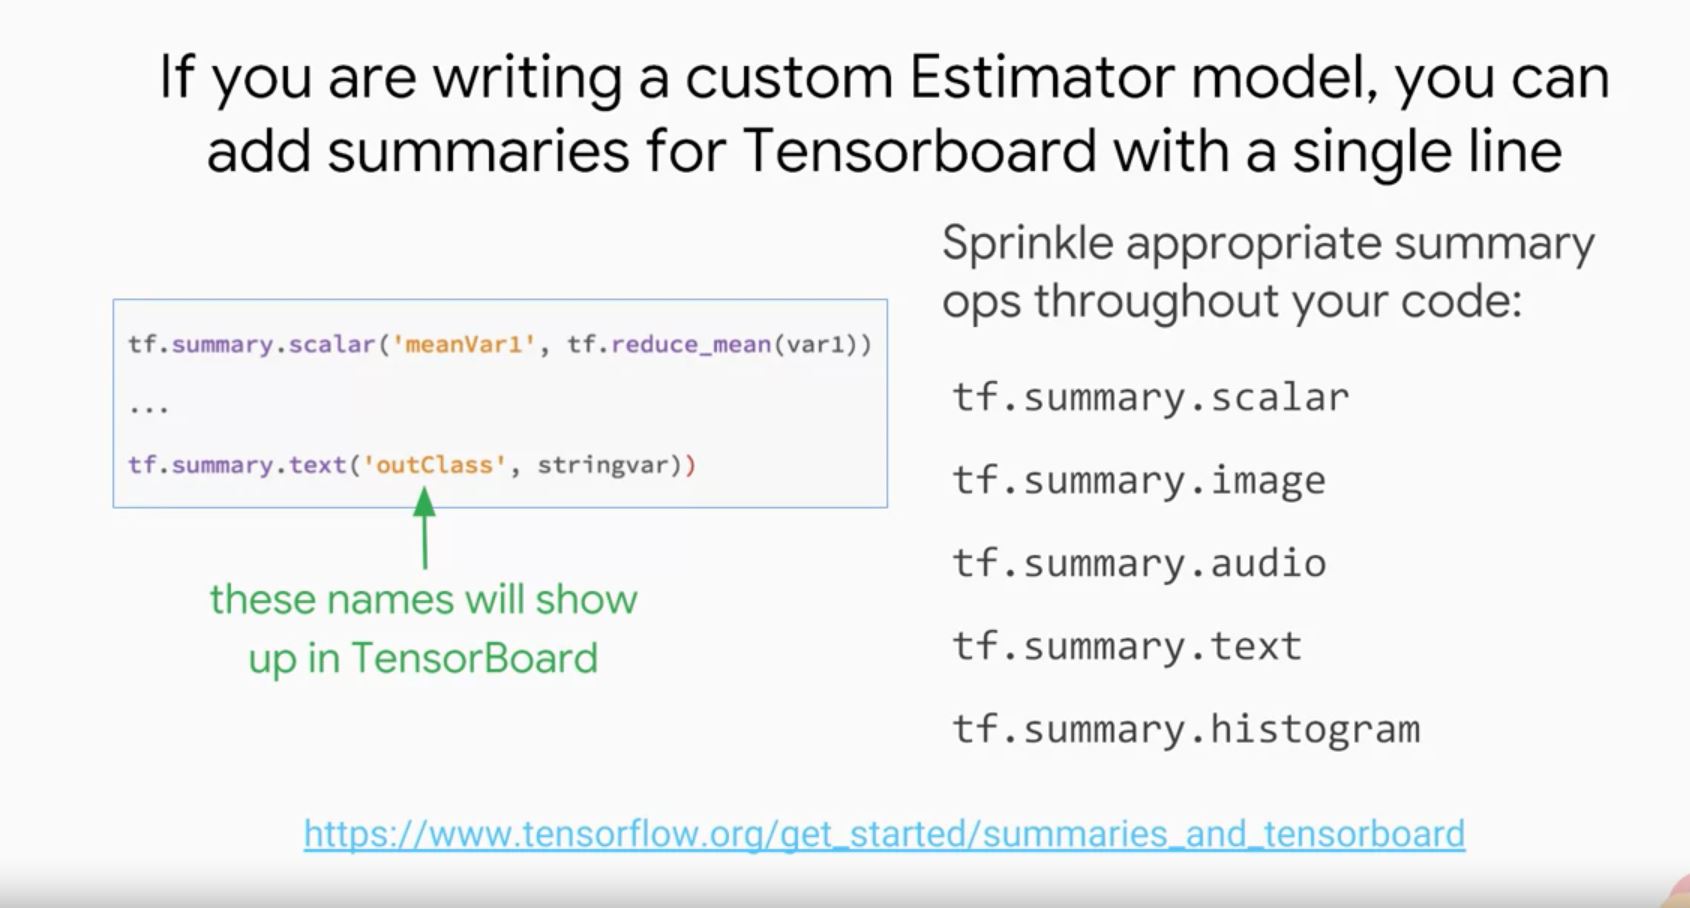 If you are writing a custom Estimator model, you can
add summaries for Tensorboard with a single line
tf.summary.scalar('meanVar1', tf.reduce_mean(var1))
...
tf.summary.text('outClass', stringvar))
these names will show
up in TensorBoard
Sprinkle appropriate summary
ops throughout your code:
tf.summary.scalar
tf.summary.image
tf.summary.audio
tf.summary.text
tf.summary.histogram
https://www.tensorflow.org/get_started/summaries_and_tensorboard